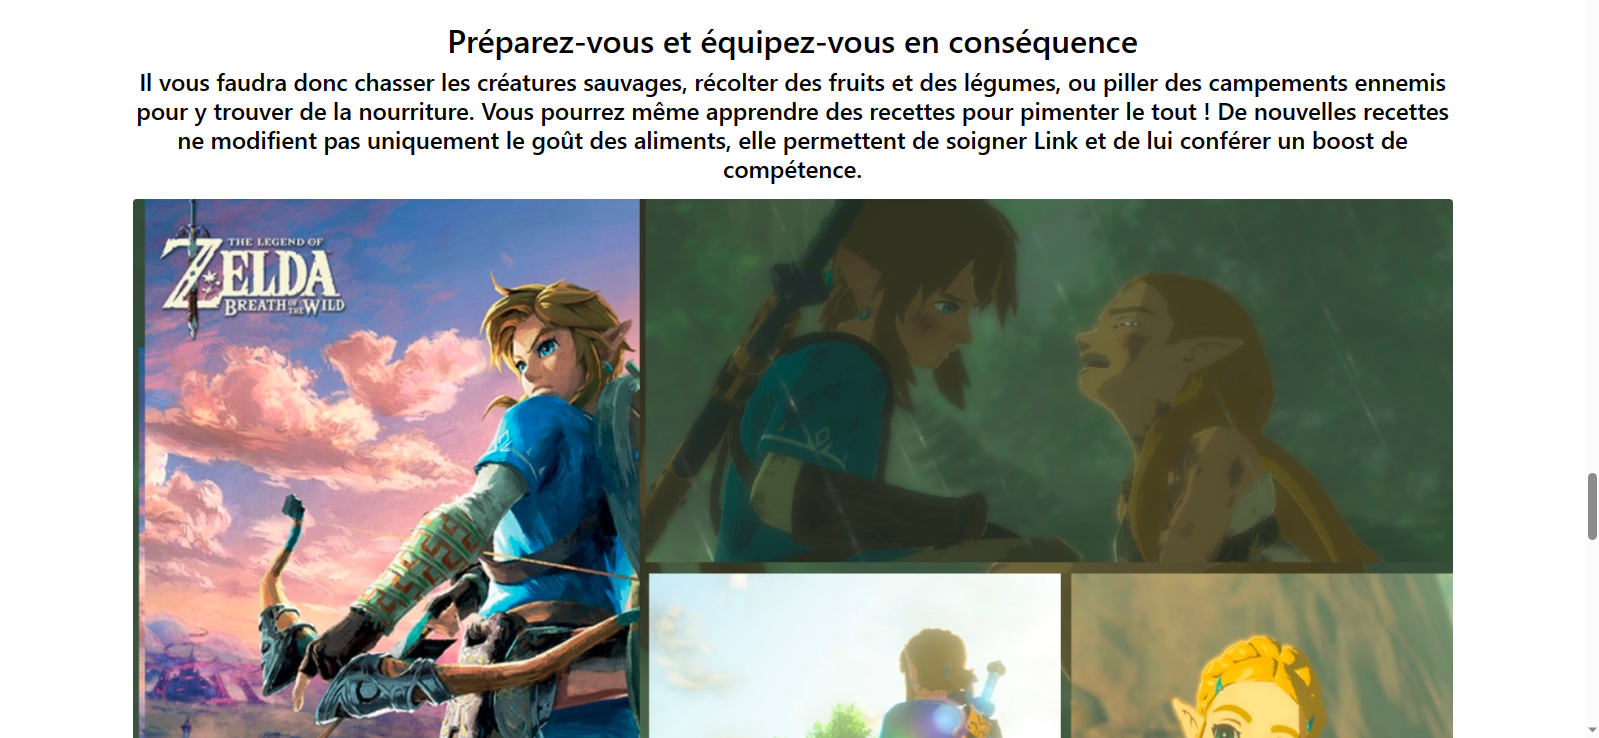 Préparez-vous et équipez-vous en conséquence
Il vous faudra donc chasser les créatures sauvages, récolter des fruits et des légumes, ou piller des campements ennemis
pour y trouver de la nourriture. Vous pourrez même apprendre des recettes pour pimenter le tout ! De nouvelles recettes
ne modifient pas uniquement le goût des aliments, elle permettent de soigner Link et de lui conférer un boost de
compétence.
THE LEGEND OF
ZELDA
BREATH OF THE WILD